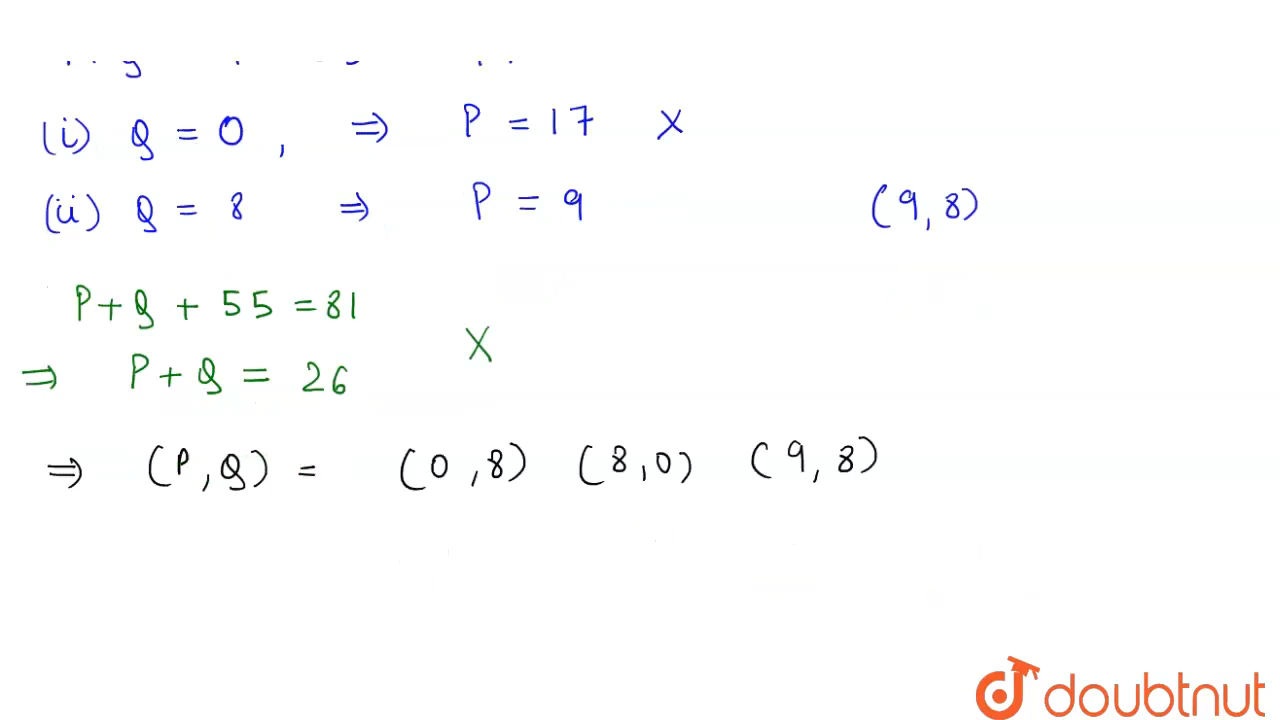 (i) Q = 0 , ⇒ P = 17 X
(ii) Q = 8 ⇒ P = 9 (9, 8)
P + Q + 55 = 81
X
⇒ P + Q = 26
⇒ (P, Q) = (0, 8) (8, 0) (9, 8)
doubtnut